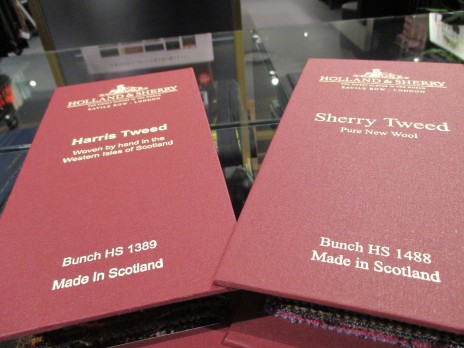 HOLLAND & SHERRY
SAVILE ROW · LONDON
Harris Tweed
Woven by hand in the
Western Isles of Scotland
Bunch HS 1389
Made in Scotland
HOLLAND & SHERRY
SAVILE ROW · LONDON
Sherry Tweed
Pure New Wool
Bunch HS 1488
Made in Scotland